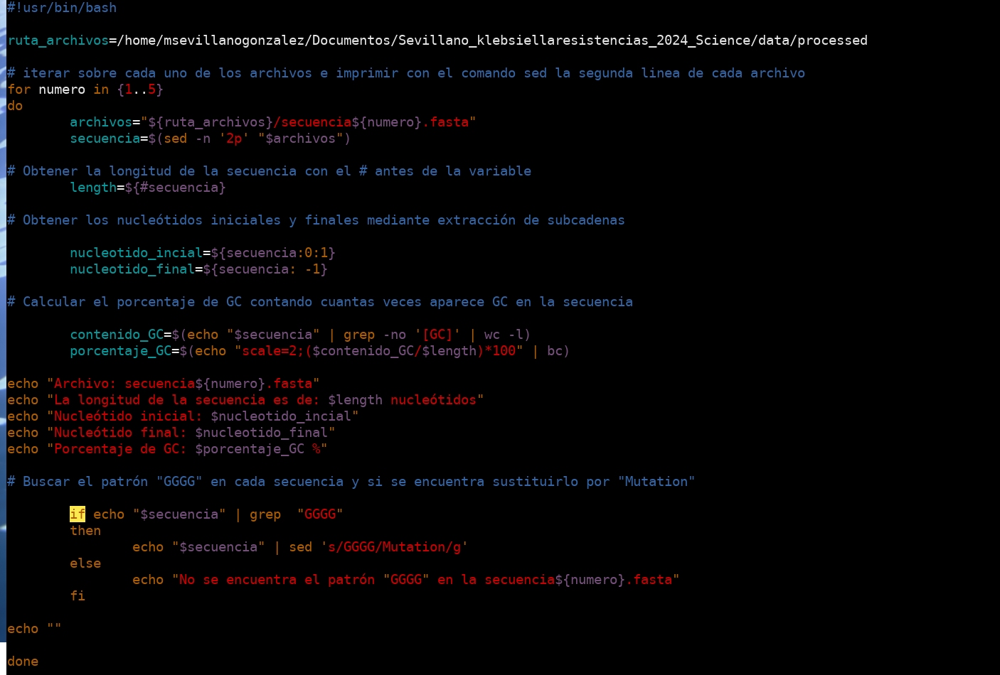 #!usr/bin/bash
ruta_archivos=/home/msevillanogonzalez/Documentos/Sevillano_klebsiellaresistencias_2024_Science/data/processed
# iterar sobre cada uno de los archivos e imprimir con el comando sed la segunda linea de cada archivo
for numero in {1..5}
do
archivos="${ruta_archivos}/secuencia${numero}.fasta"
secuencia=$(sed -n '2p' "$archivos")
# Obtener la longitud de la secuencia con el # antes de la variable
length=${#secuencia}
# Obtener los nucleótidos iniciales y finales mediante extracción de subcadenas
nucleotido_incial=${secuencia:0:1}
nucleotido_final=${secuencia: -1}
# Calcular el porcentaje de GC contando cuantas veces aparece GC en la secuencia
contenido_GC=$(echo "$secuencia" | grep -no '[GC]' | wc -l)
porcentaje_GC=$(echo "scale=2;($contenido_GC/$length)*100" | bc)
echo "Archivo: secuencia${numero}.fasta"
echo "La longitud de la secuencia es de: $length nucleótidos"
echo "Nucleótido inicial: $nucleotido_incial"
echo "Nucleótido final: $nucleotido_final"
echo "Porcentaje de GC: $porcentaje_GC %"
# Buscar el patrón "GGGG" en cada secuencia y si se encuentra sustituirlo por "Mutation"
if echo "$secuencia" | grep  "GGGG"
then
echo "$secuencia" | sed 's/GGGG/Mutation/g'
else
echo "No se encuentra el patrón "GGGG" en la secuencia${numero}.fasta"
fi
echo ""
done